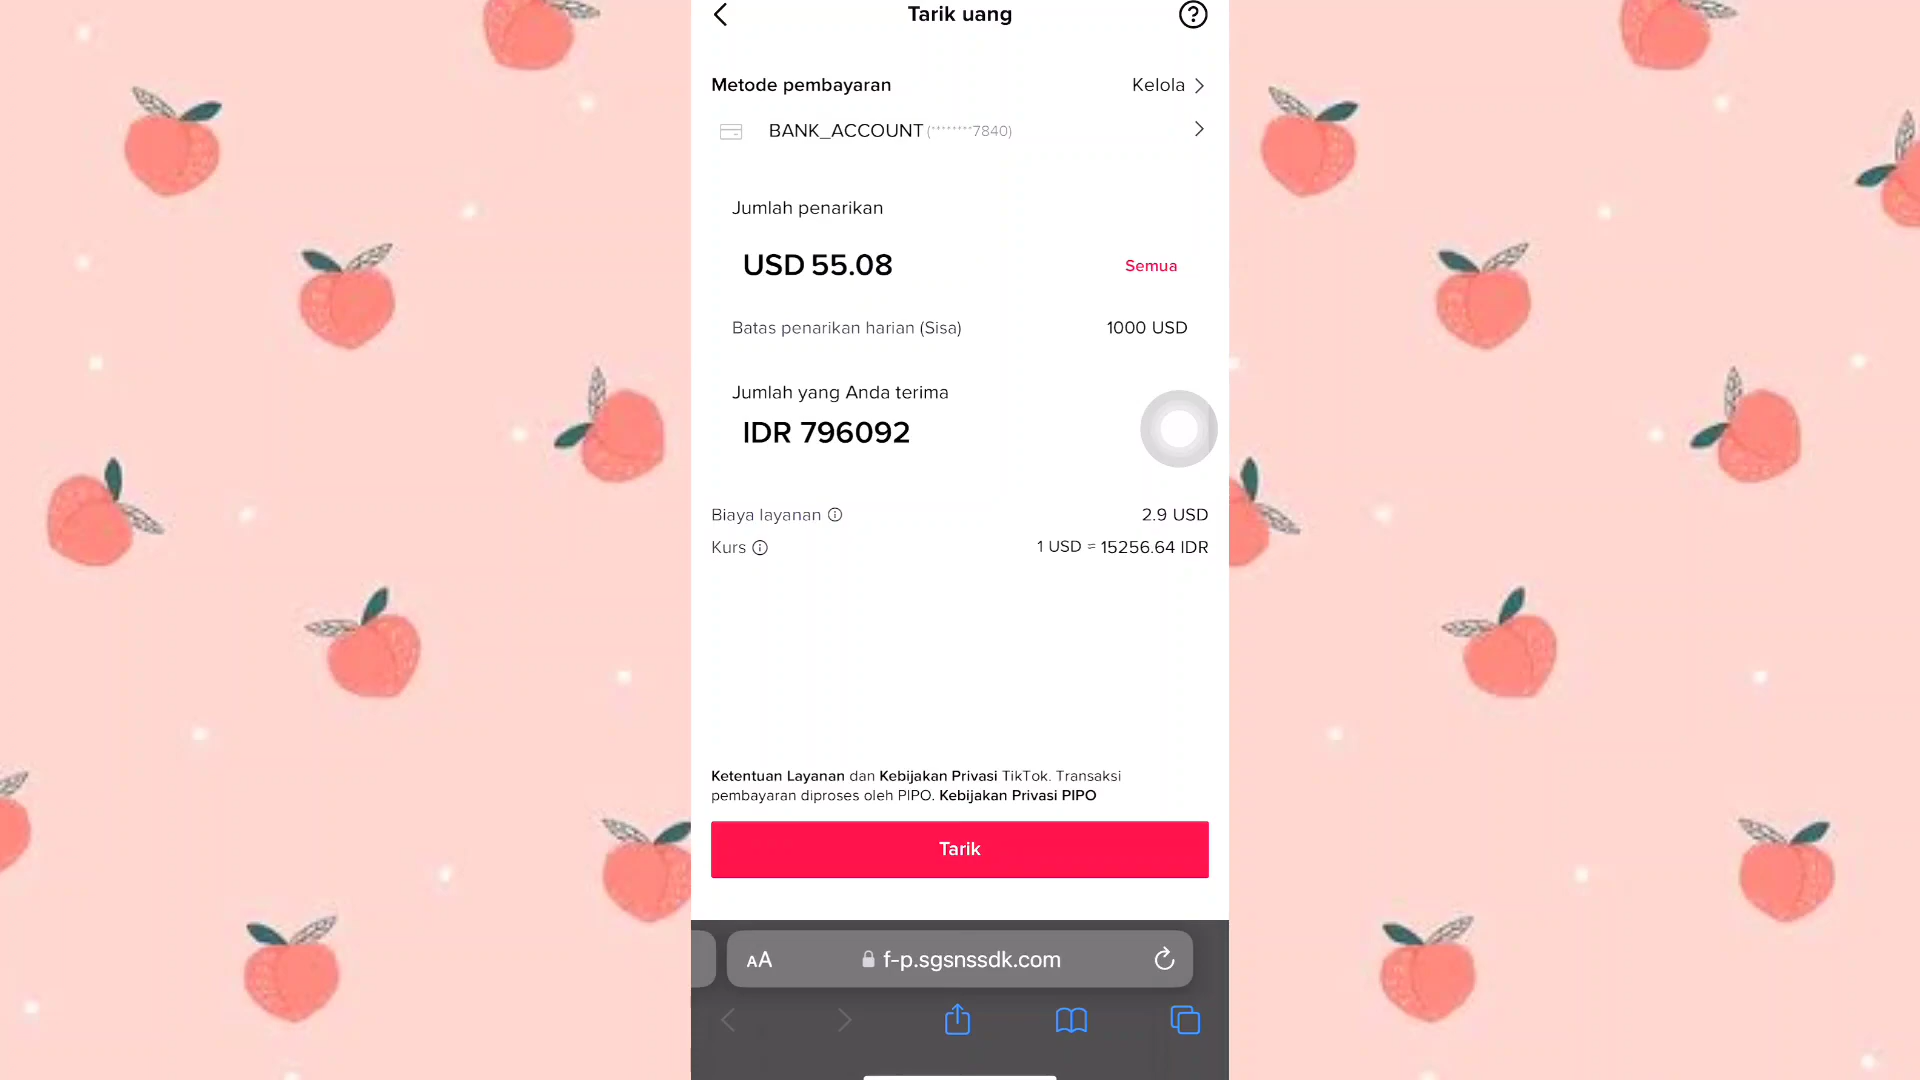 Tarik uang
Metode pembayaran
Kelola
BANK_ACCOUNT (********7840)
Jumlah penarikan
USD 55.08
Semua
Batas penarikan harian (Sisa)
1000 USD
Jumlah yang Anda terima
IDR 796092
Biaya layanan
2.9 USD
Kurs
1 USD = 15256.64 IDR
Ketentuan Layanan dan Kebijakan Privasi TikTok. Transaksi
pembayaran diproses oleh PIPO. Kebijakan Privasi PIPO
Tarik
AA
f-p.sgsnssdk.com